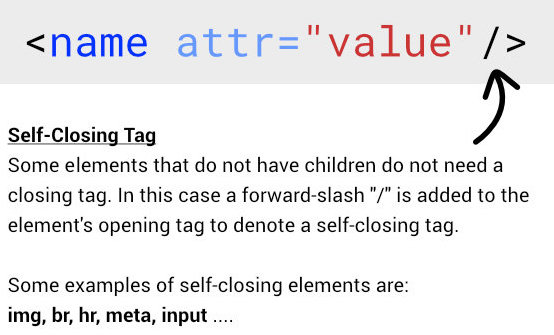 <name attr="value"/>
Self-Closing Tag
Some elements that do not have children do not need a
closing tag. In this case a forward-slash "/" is added to the
element's opening tag to denote a self-closing tag.
Some examples of self-closing elements are:
img, br, hr, meta, input ....